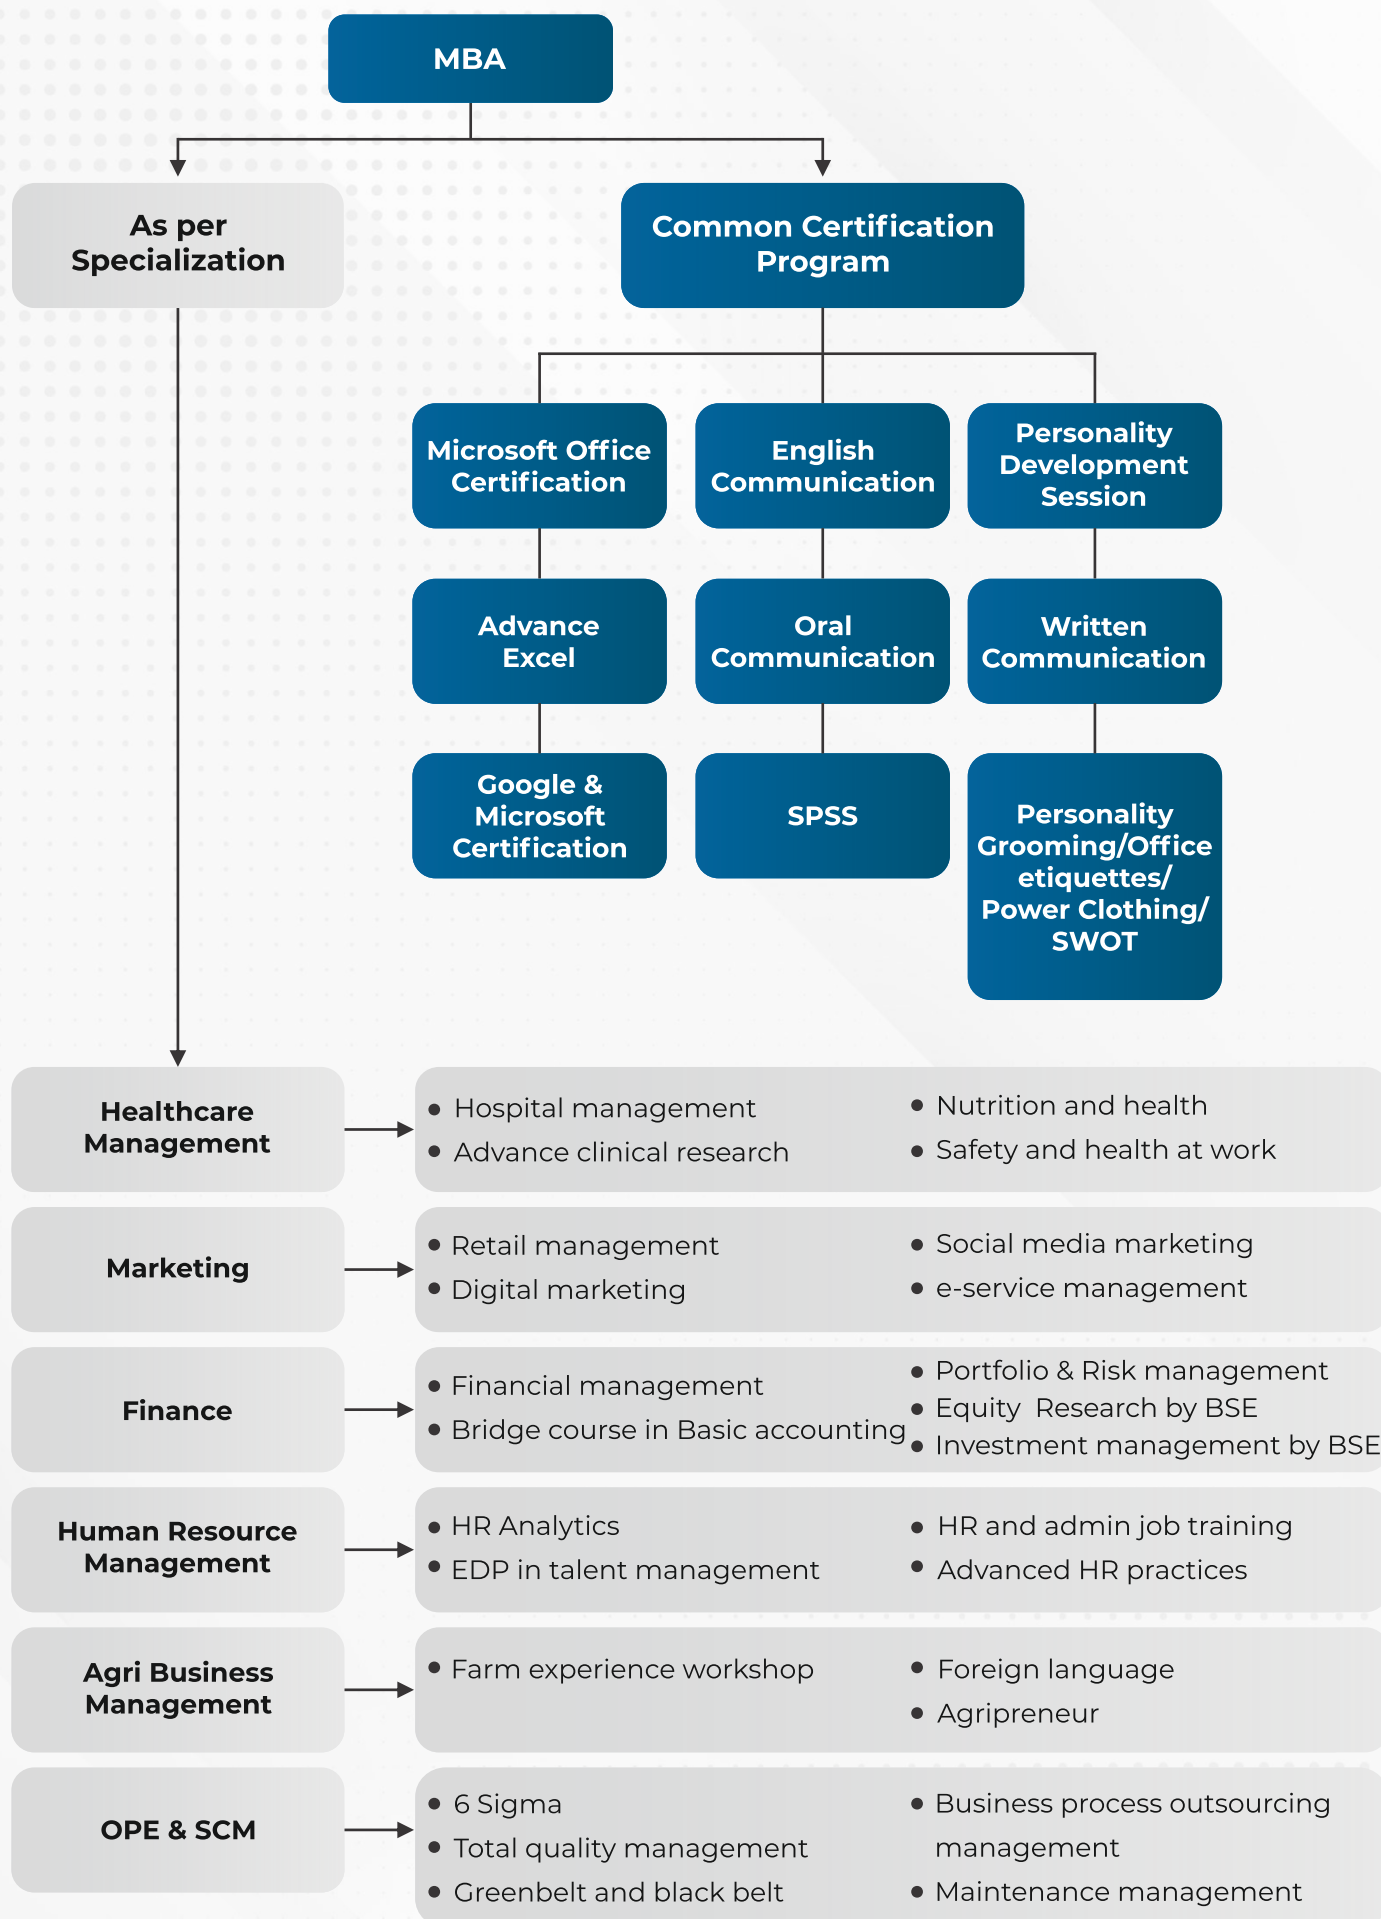 MBA
As per
Specialization
Common Certification
Program
Microsoft Office
Certification
English
Communication
Personality
Development
Session
Advance
Excel
Oral
Communication
Written
Communication
Google &
Microsoft
Certification
SPSS
Personality
Grooming/Office
etiquettes/
Power Clothing/
SWOT
Healthcare
Management
Hospital management
Advance clinical research
Nutrition and health
Safety and health at work
Marketing
Retail management
Digital marketing
Social media marketing
e-service management
Finance
Financial management
Bridge course in Basic accounting
Portfolio & Risk management
Equity  Research by BSE
Investment management by BSE
Human Resource
Management
HR Analytics
EDP in talent management
HR and admin job training
Advanced HR practices
Agri Business
Management
Farm experience workshop
Foreign language
Agripreneur
OPE & SCM
6 Sigma
Total quality management
Greenbelt and black belt
Business process outsourcing
management
Maintenance management